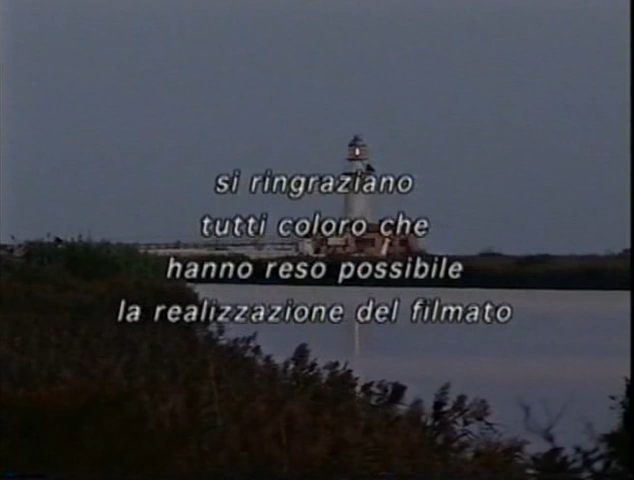 si ringraziano
tutti coloro che
hanno reso possibile
la realizzazione del filmato